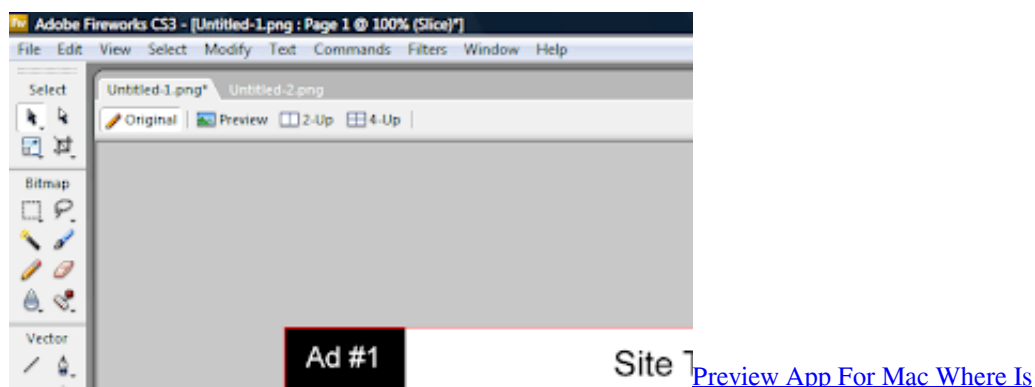 Adobe Fireworks CS3 - [Untitled-1.png : Page 1 @ 100% (Slice)*]
File Edit View Select Modify Text Commands Filters Window Help
Select
Untitled-1.png* Untitled-2.png
Original Preview 2-Up 4-Up
Bitmap
Vector
Ad #1
Site T
Preview App For Mac Where Is